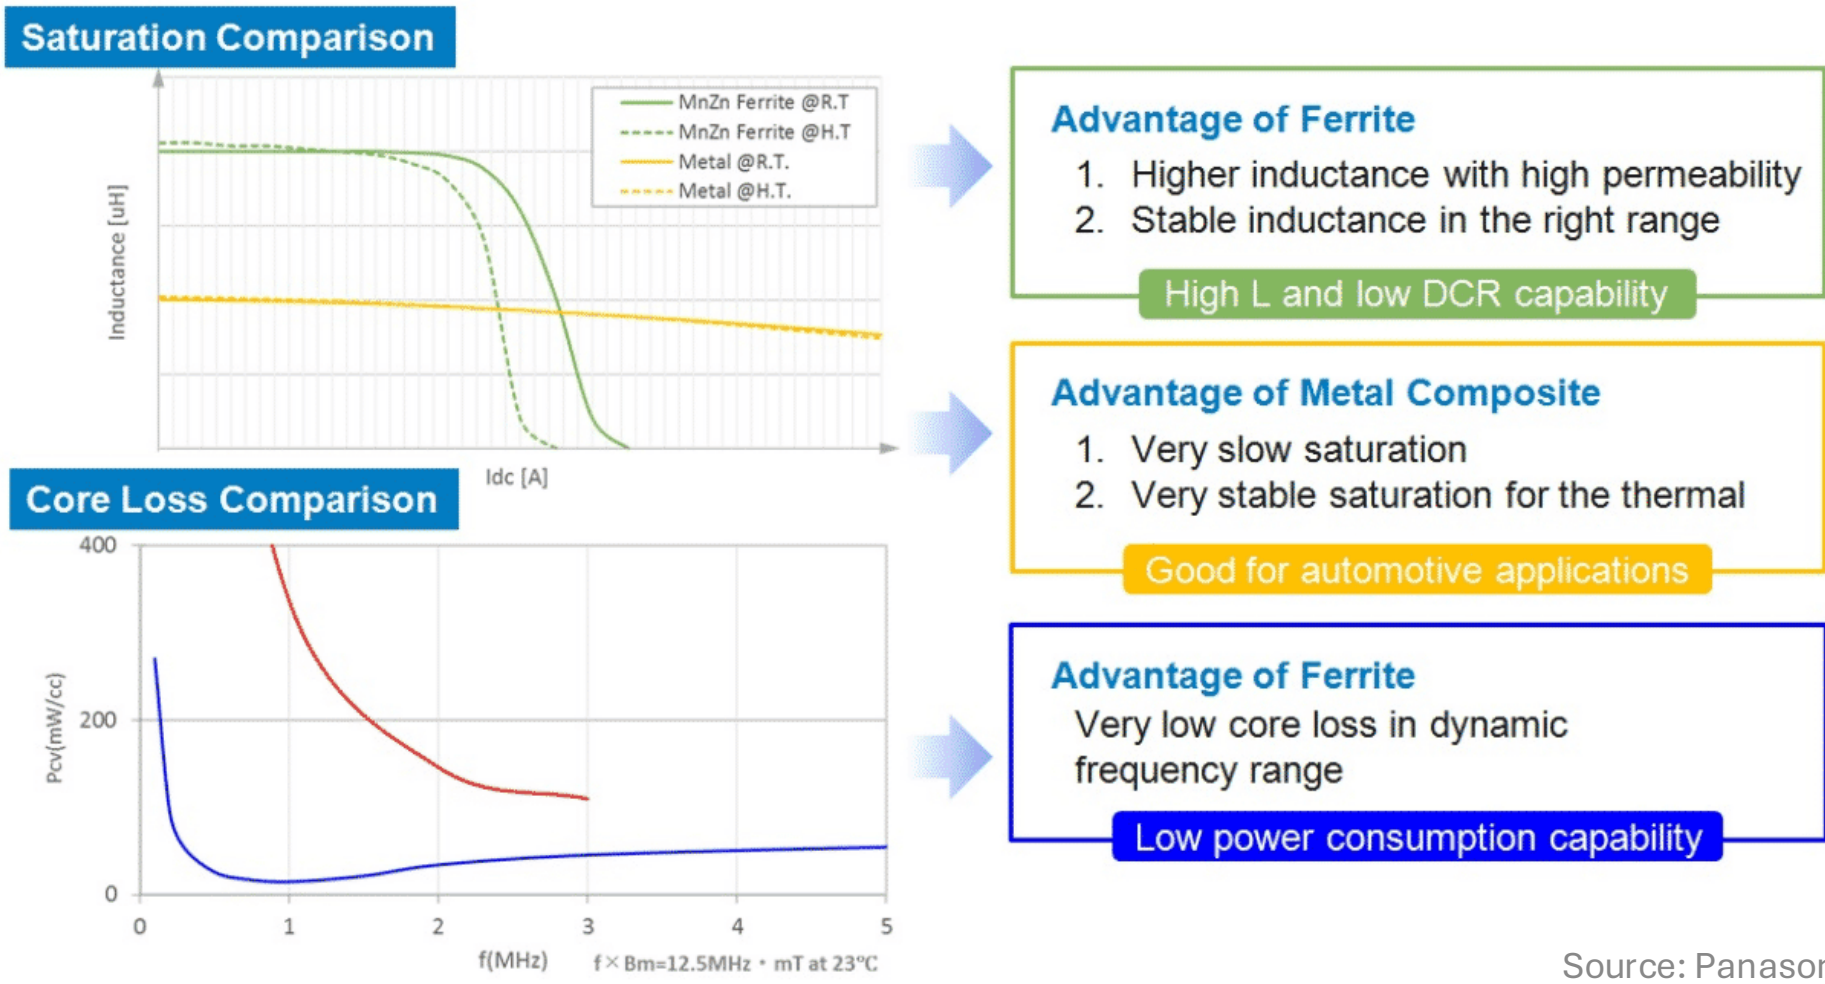 Saturation Comparison
MnZn Ferrite @R.T
MnZn Ferrite @H.T
Metal @R.T.
Metal @H.T.
Inductance [uH]
Idc [A]
Advantage of Ferrite
1. Higher inductance with high permeability
2. Stable inductance in the right range
High L and low DCR capability
Advantage of Metal Composite
1. Very slow saturation
2. Very stable saturation for the thermal
Good for automotive applications
Core Loss Comparison
400
200
0
Pcv(mW/cc)
0 1 2 3 4 5
f(MHz)
f×Bm=12.5MHz・mT at 23℃
Advantage of Ferrite
Very low core loss in dynamic
frequency range
Low power consumption capability
Source: Panason